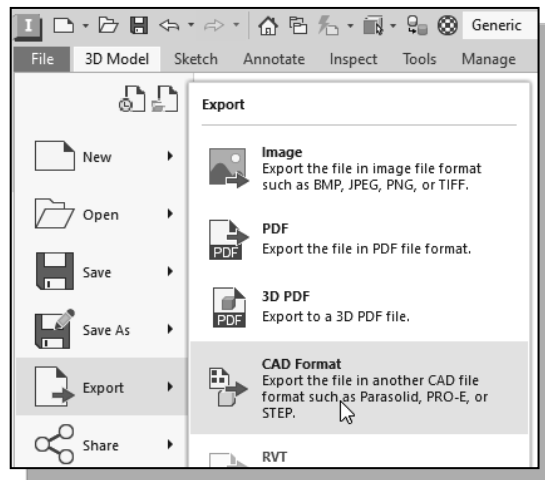 I
Generic
File 3D Model Sketch Annotate Inspect Tools Manage
Export
New
Open
Save
Save As
Export
Share
Image
Export the file in image file format
such as BMP, JPEG, PNG, or TIFF.
PDF
PDF
Export the file in PDF file format.
PDF
3D PDF
Export to a 3D PDF file.
CAD Format
Export the file in another CAD file
format such as Parasolid, PRO-E, or
STEP.
RVT